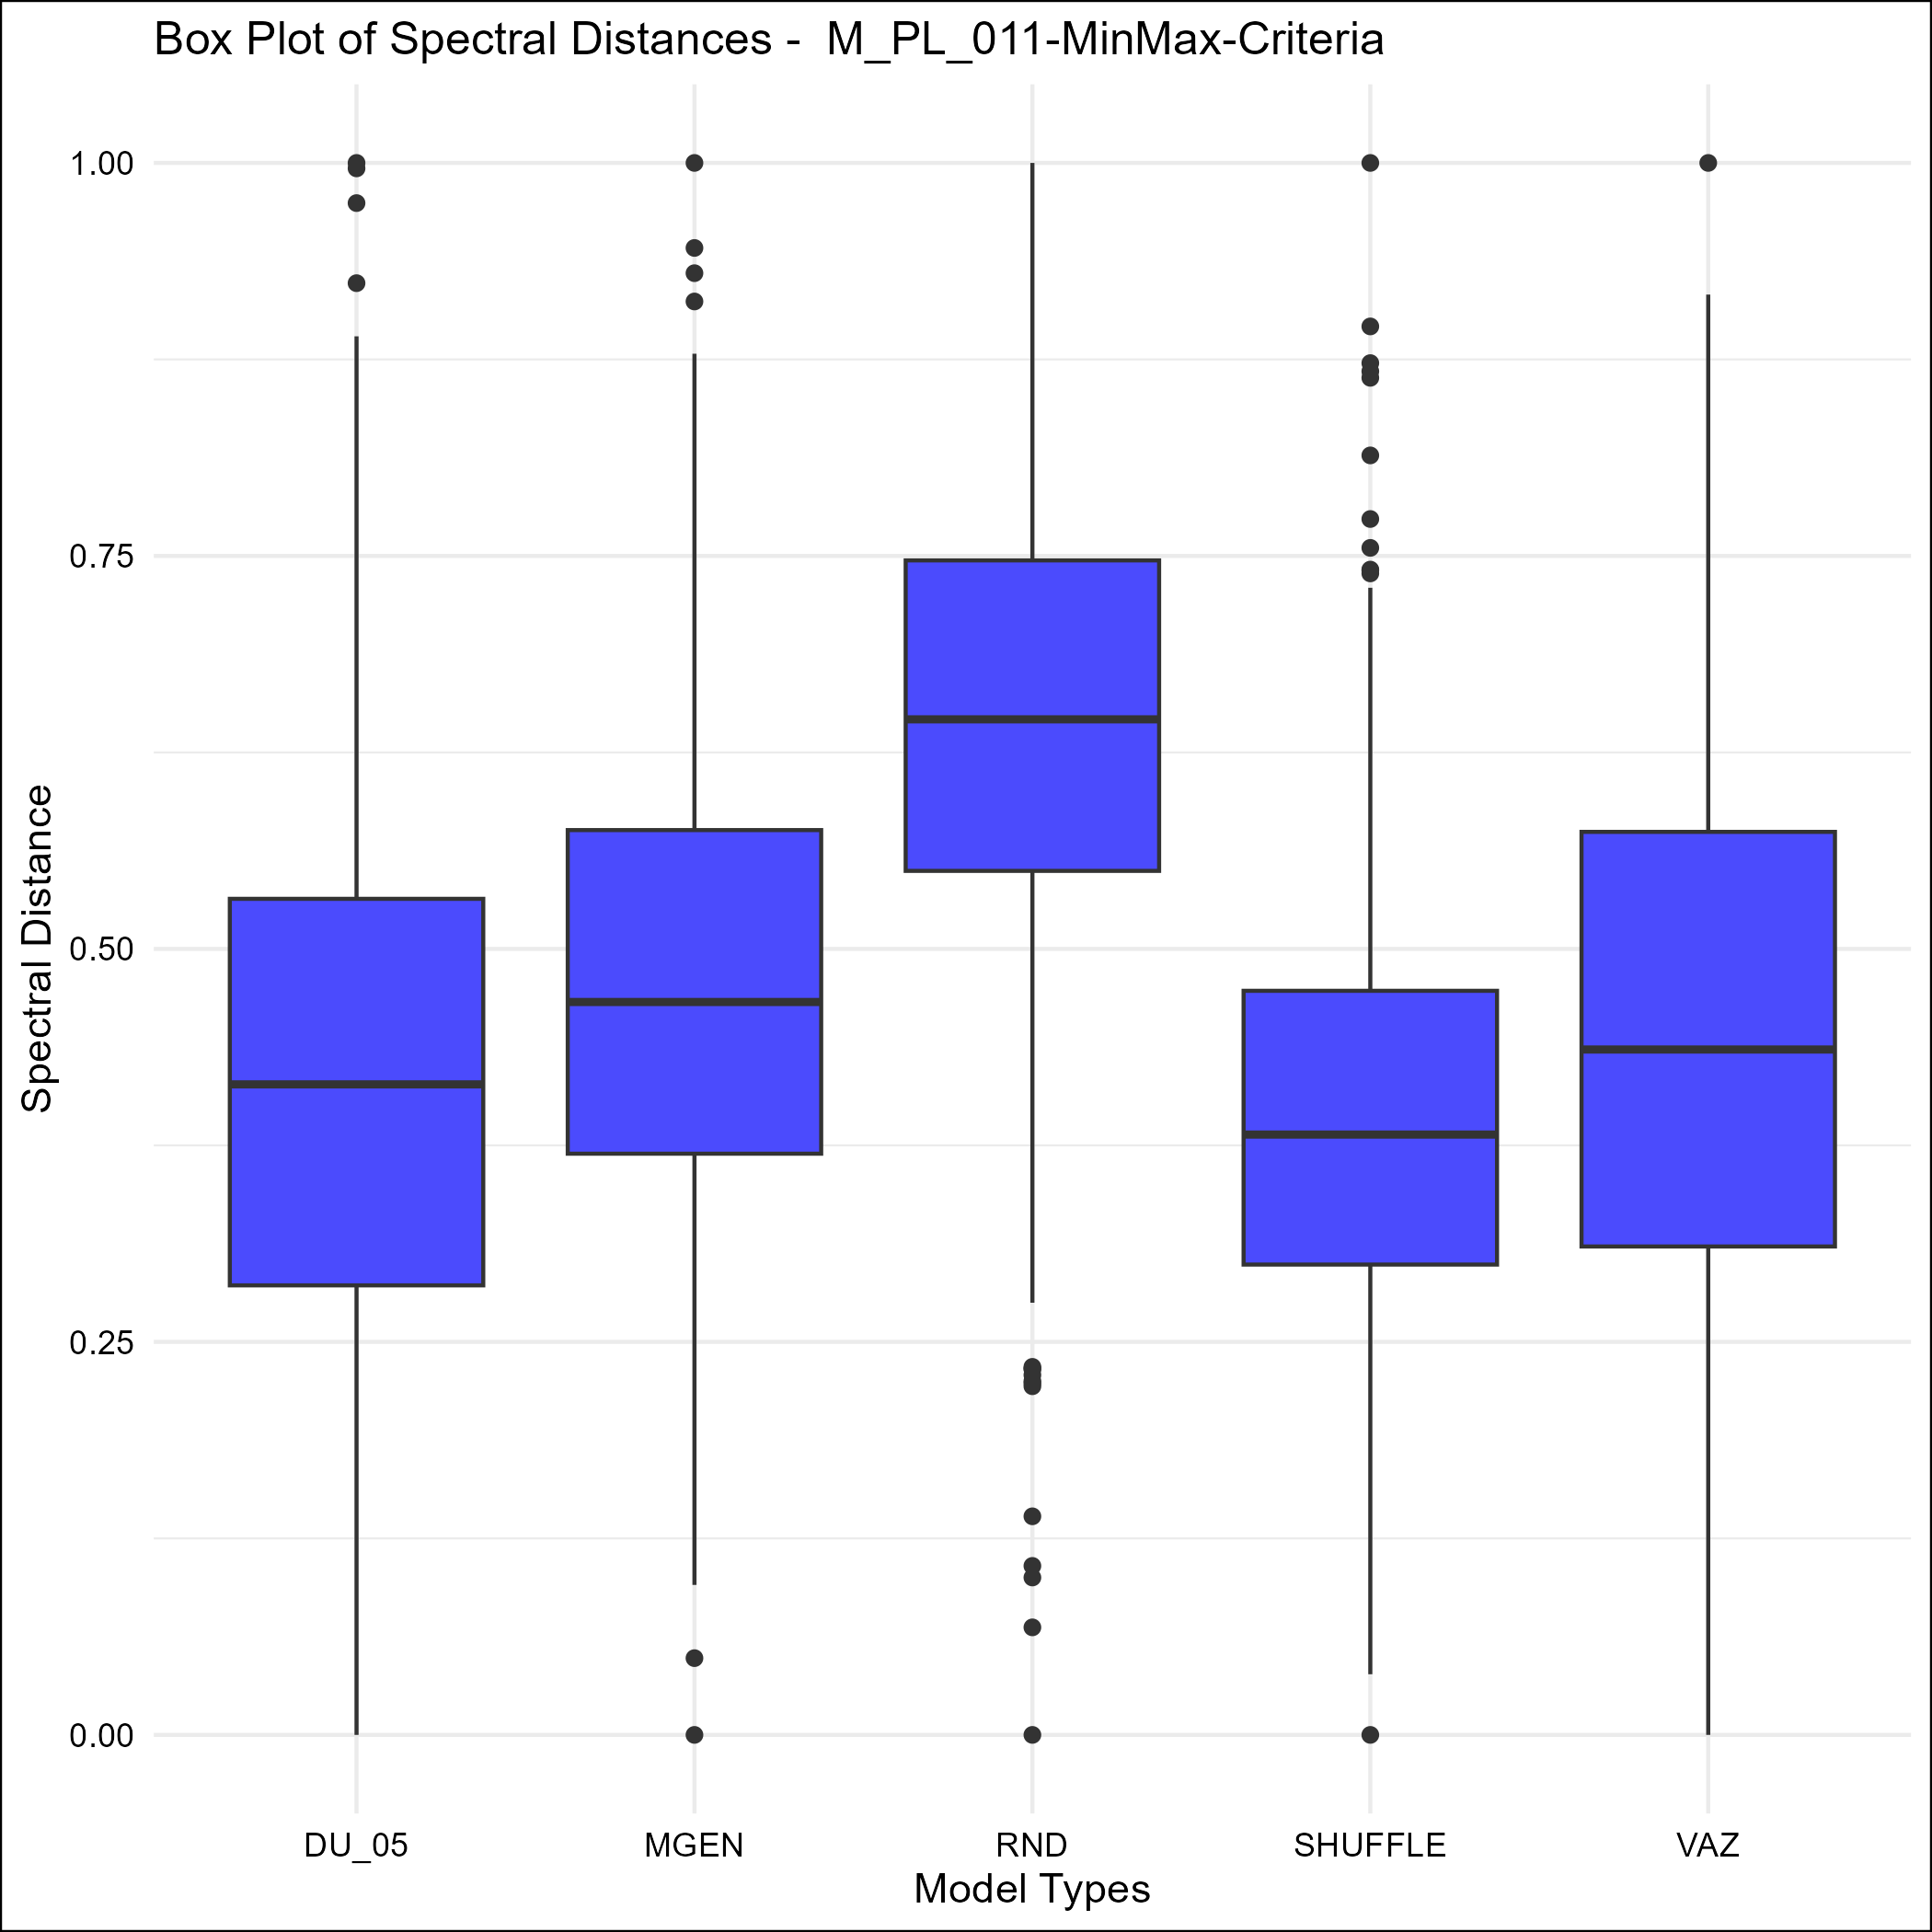 Box Plot of Spectral Distances -  M_PL_011-MinMax-Criteria
1.00
0.75
0.50
0.25
0.00
Spectral Distance
DU_05 MGEN RND SHUFFLE VAZ
Model Types